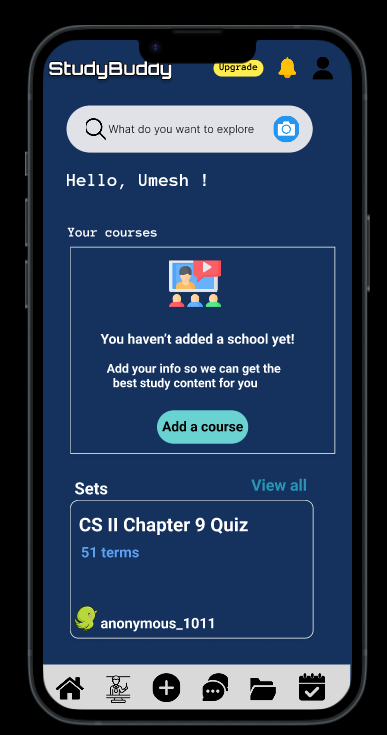 StudyBuddy
Upgrade
What do you want to explore
Hello, Umesh !
Your courses
You haven't added a school yet!
Add your info so we can get the
best study content for you
Add a course
Sets
View all
CS II Chapter 9 Quiz
51 terms
anonymous_1011